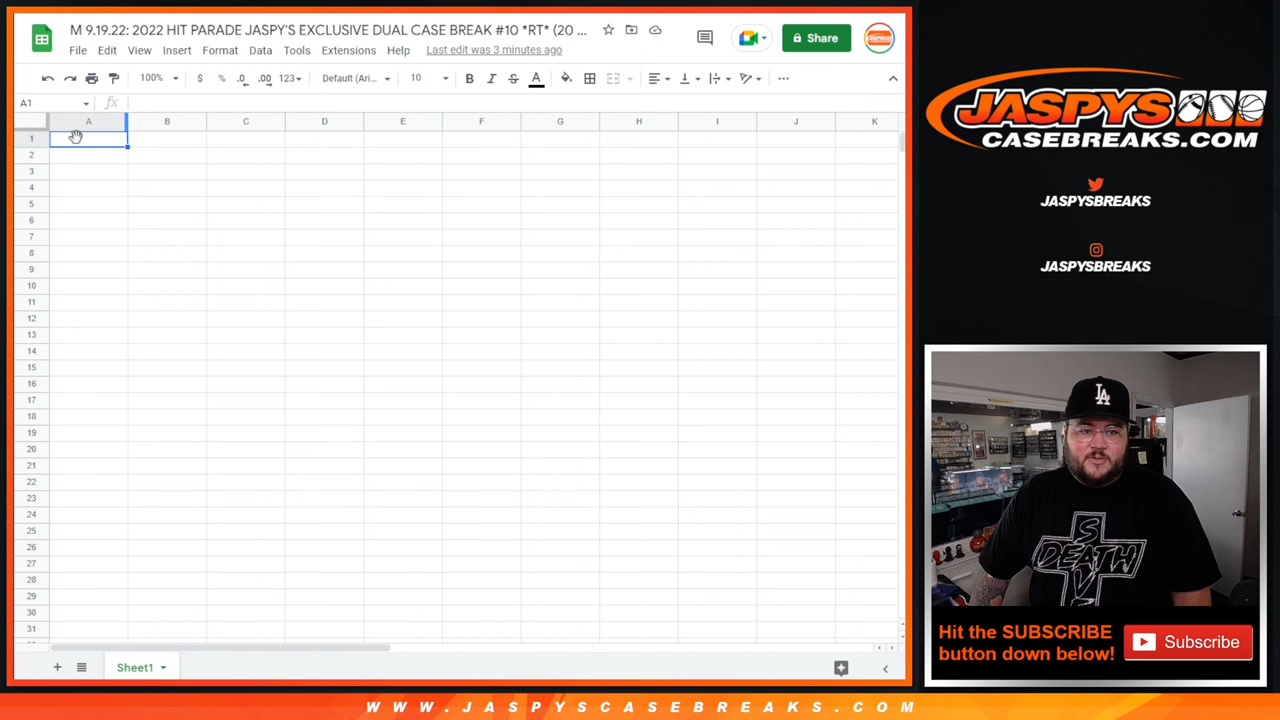 M 9.19.22: 2022 HIT PARADE JASPY'S EXCLUSIVE DUAL CASE BREAK #10 *RT* (20 ...
File Edit View Insert Format Data Tools Extensions Help Last edit was 3 minutes ago
Share
100% $ % .0 .00 123 Default (Ari... 10 B I S A
A1 fx
A B C D E F G H I J K
1
2
3
4
5
6
7
8
9
10
11
12
13
14
15
16
17
18
19
20
21
22
23
24
25
26
27
28
29
30
31
Sheet1
JASPYS
CASEBREAKS.COM
JASPYSBREAKS
JASPYSBREAKS
LA
SAVE
DEATH
Hit the SUBSCRIBE
button down below!
Subscribe
WWW.JASPYSCASEBREAKS.COM